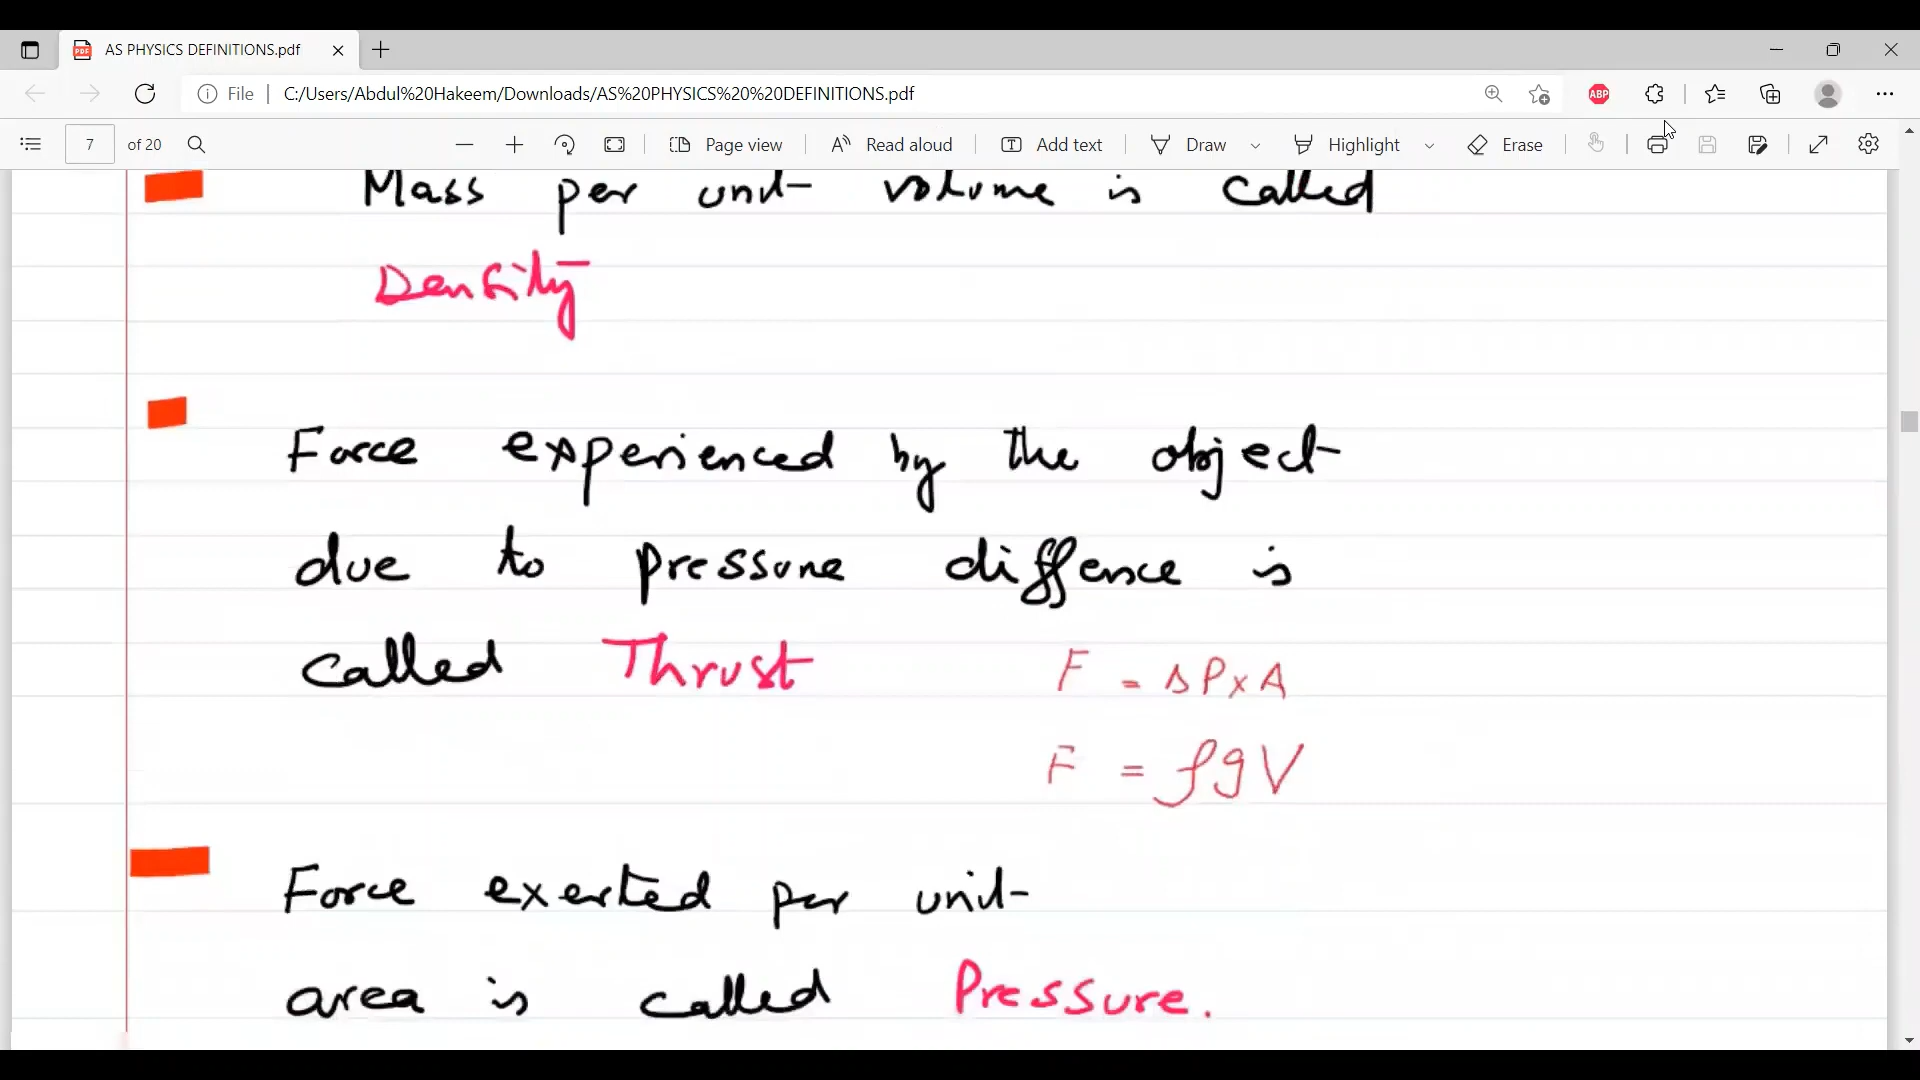 AS PHYSICS DEFINITIONS.pdf
File C:/Users/Abdul%20Hakeem/Downloads/AS%20PHYSICS%20%20DEFINITIONS.pdf
ABP
7 of 20 Page view Read aloud Add text Draw Highlight Erase
Mass per unit volume is called
Density
Force experienced by the object
due to pressure diffence is
called Thrust F = ΔP×A
F = ρgV
Force exerted per unit
area is called Pressure.